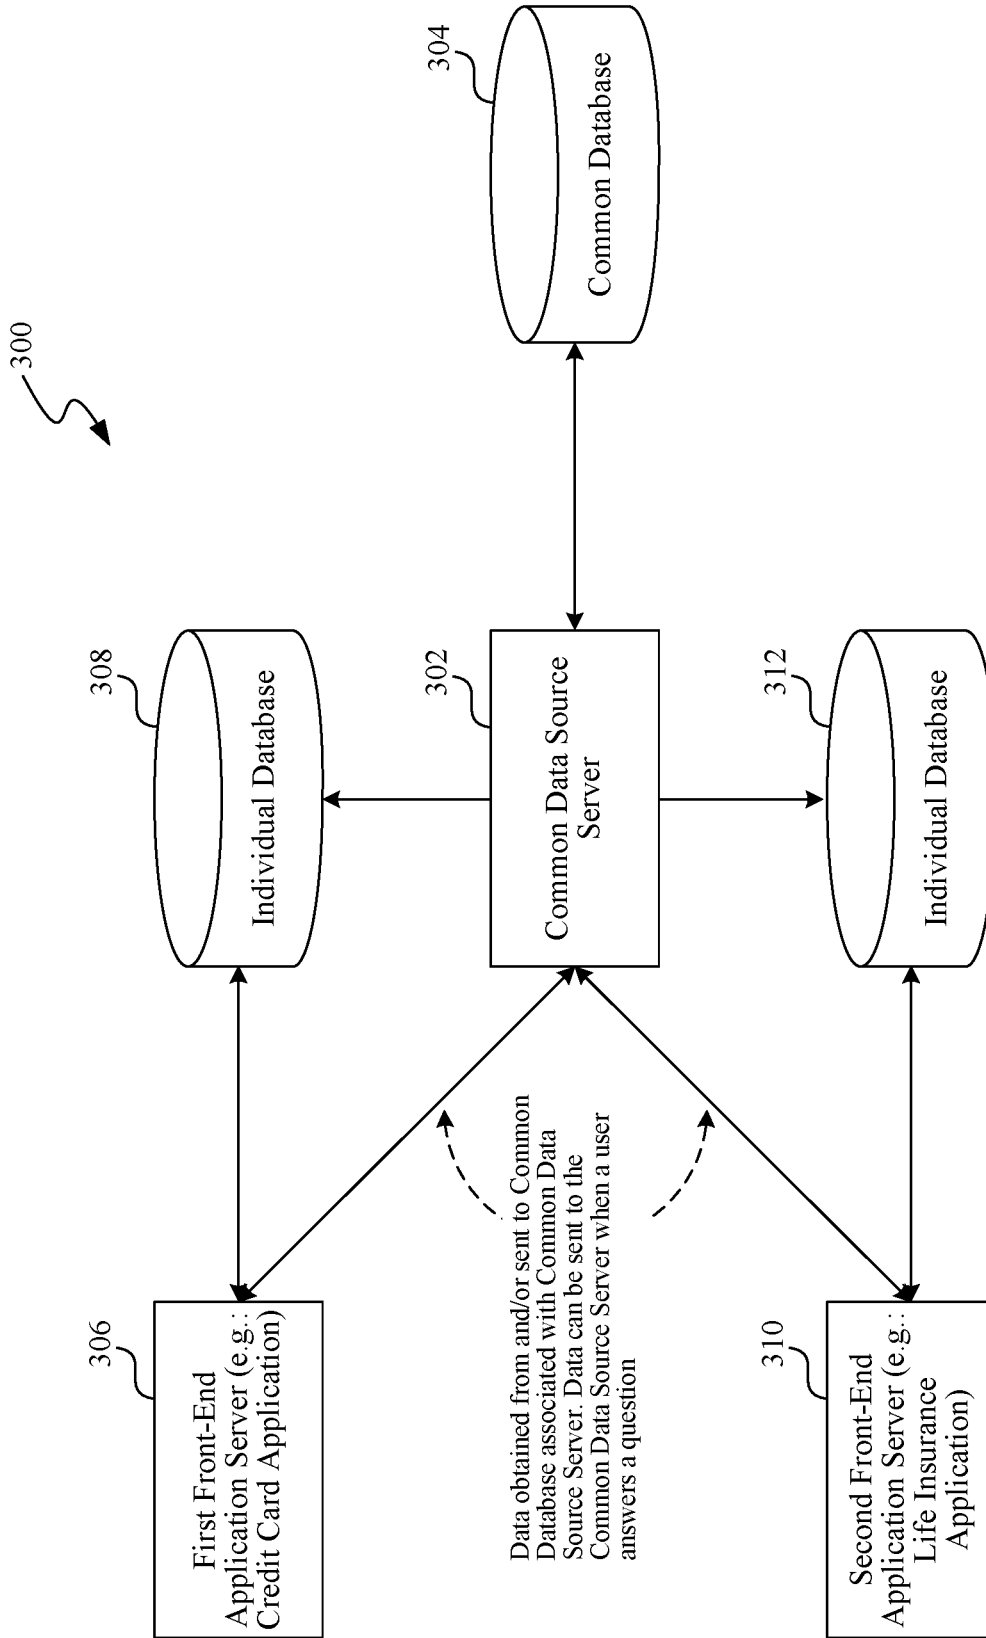 300
306
First Front-End
Application Server (e.g.:
Credit Card Application)
308
Individual Database
304
Common Database
302
Common Data Source
Server
Data obtained from and/or sent to Common
Database associated with Common Data
Source Server. Data can be sent to the
Common Data Source Server when a user
answers a question
310
Second Front-End
Application Server (e.g.:
Life Insurance
Application)
312
Individual Database